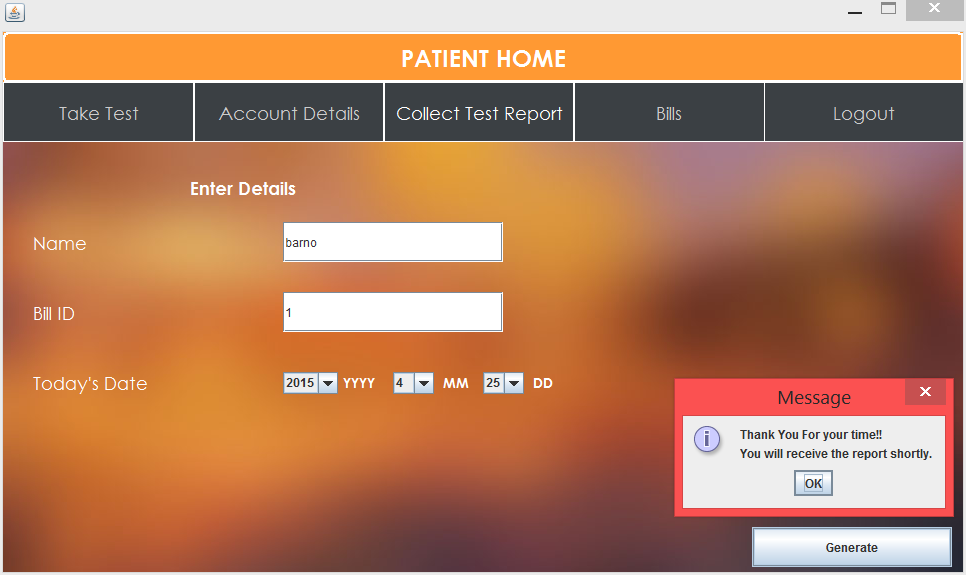 PATIENT HOME
Take Test Account Details Collect Test Report Bills Logout
Enter Details
Name barno
Bill ID 1
Today's Date 2015 YYYY 4 MM 25 DD
Message
Thank You For your time!!
You will receive the report shortly.
OK
Generate